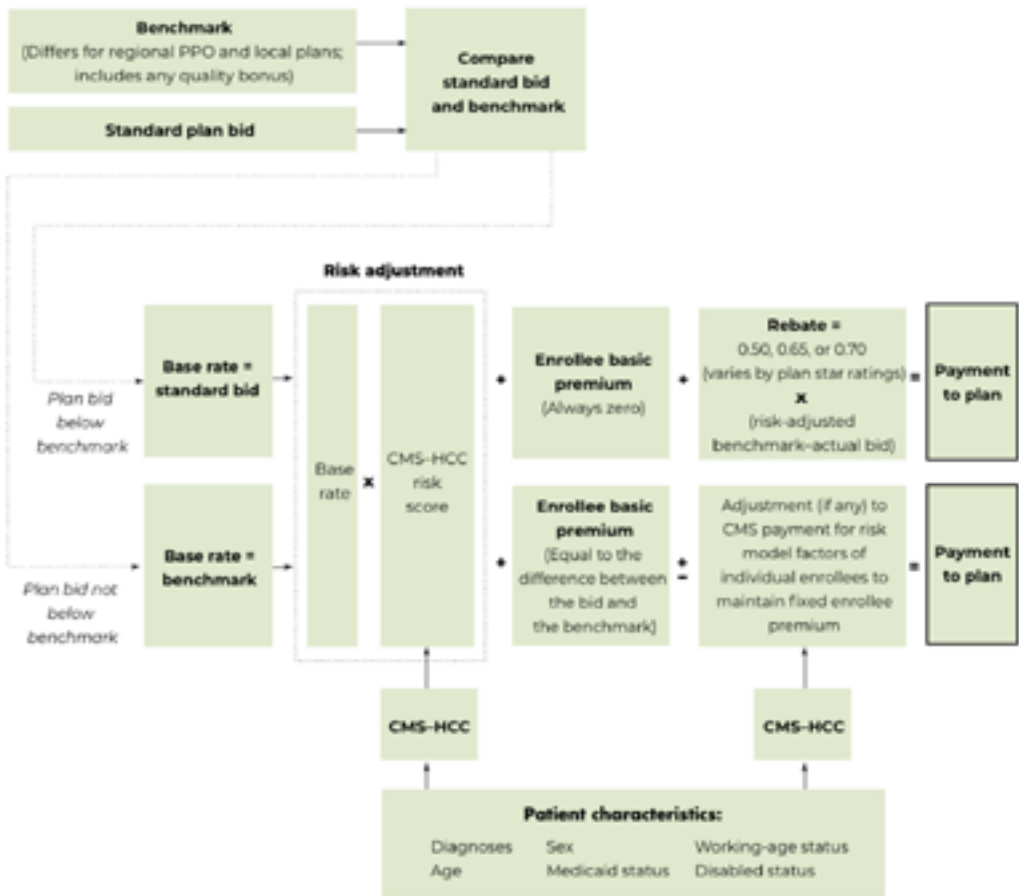 Benchmark
(Differs for regional PPO and local plans;
includes any quality bonus)
Standard plan bid
Compare
standard bid
and benchmark
Risk adjustment
Plan bid
below
benchmark
Base rate =
standard bid
Plan bid not
below
benchmark
Base rate =
benchmark
Base
rate
x
CMS–HCC
risk
score
+
Enrollee basic
premium
(Always zero)
+
Rebate =
0.50, 0.65, or 0.70
(varies by plan star ratings)
x
(risk-adjusted
benchmark–actual bid)
=
Payment
to plan
+
Enrollee basic
premium
(Equal to the
difference between
the bid and
the benchmark)
+
–
Adjustment (if any) to
CMS payment for risk
model factors of
individual enrollees to
maintain fixed enrollee
premium
=
Payment
to plan
CMS–HCC
CMS–HCC
Patient characteristics:
Diagnoses Sex Working-age status
Age Medicaid status Disabled status